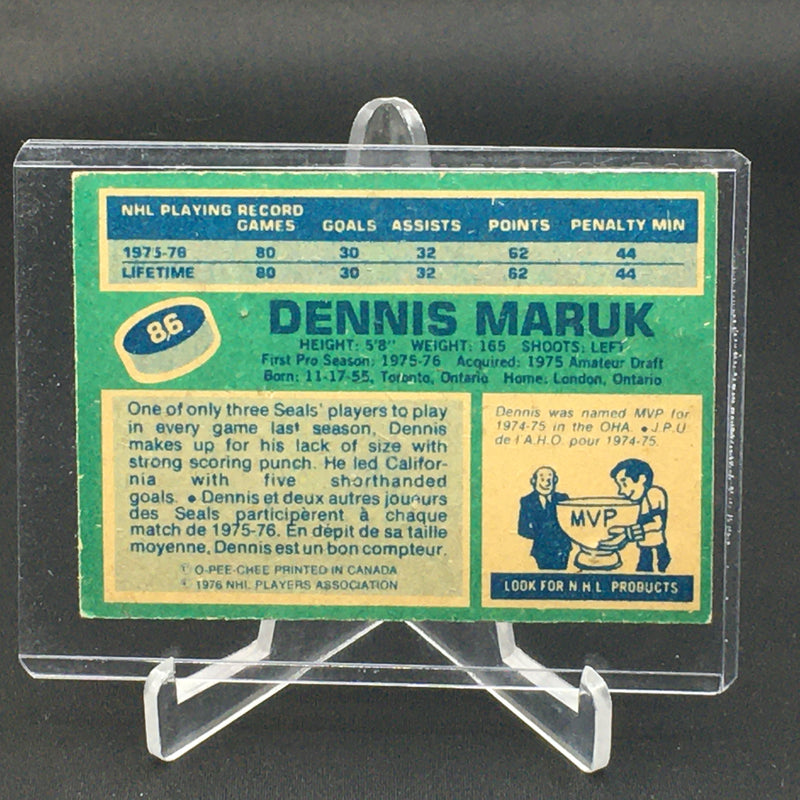 NHL PLAYING RECORD
GAMES GOALS ASSISTS POINTS PENALTY MIN
1975-76 80 30 32 62 44
LIFETIME 80 30 32 62 44
86
DENNIS MARUK
HEIGHT: 5'8" WEIGHT: 165 SHOOTS: LEFT
First Pro Season: 1975-76 Acquired: 1975 Amateur Draft
Born: 11-17-55, Toronto, Ontario Home: London, Ontario
One of only three Seals' players to play
in every game last season, Dennis
makes up for his lack of size with
strong scoring punch. He led Califor-
nia with five shorthanded
goals. • Dennis et deux autres joueurs
des Seals participèrent à chaque
match de 1975-76. En dépit de sa taille
moyenne, Dennis est un bon compteur.
O-PEE-CHEE PRINTED IN CANADA
1976 NHL PLAYERS ASSOCIATION
Dennis was named MVP for
1974-75 in the OHA. • J.P.U
de l'A.H.O. pour 1974-75.
MVP
LOOK FOR N H L PRODUCTS